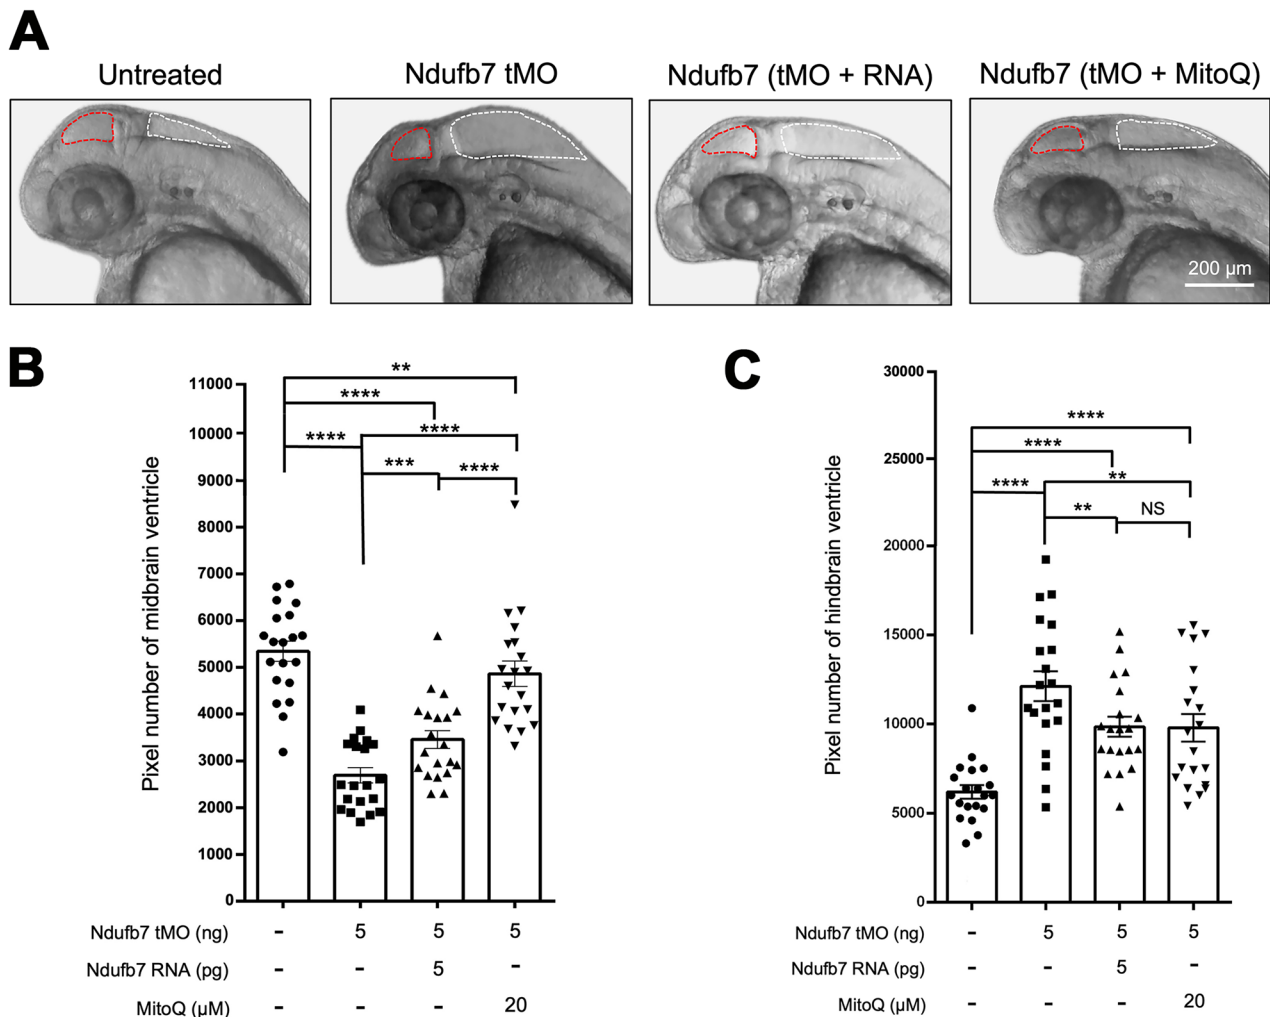 A
Untreated
Ndufb7 tMO
Ndufb7 (tMO + RNA)
Ndufb7 (tMO + MitoQ)
200 µm
B
Pixel number of midbrain ventricle
11000
10000
9000
8000
7000
6000
5000
4000
3000
2000
1000
0
**
****
****
****
***
****
Ndufb7 tMO (ng) - 5 5 5
Ndufb7 RNA (pg) - - 5 -
MitoQ (µM) - - - 20
C
Pixel number of hindbrain ventricle
30000
25000
20000
15000
10000
5000
0
****
****
****
**
**
NS
Ndufb7 tMO (ng) - 5 5 5
Ndufb7 RNA (pg) - - 5 -
MitoQ (µM) - - - 20